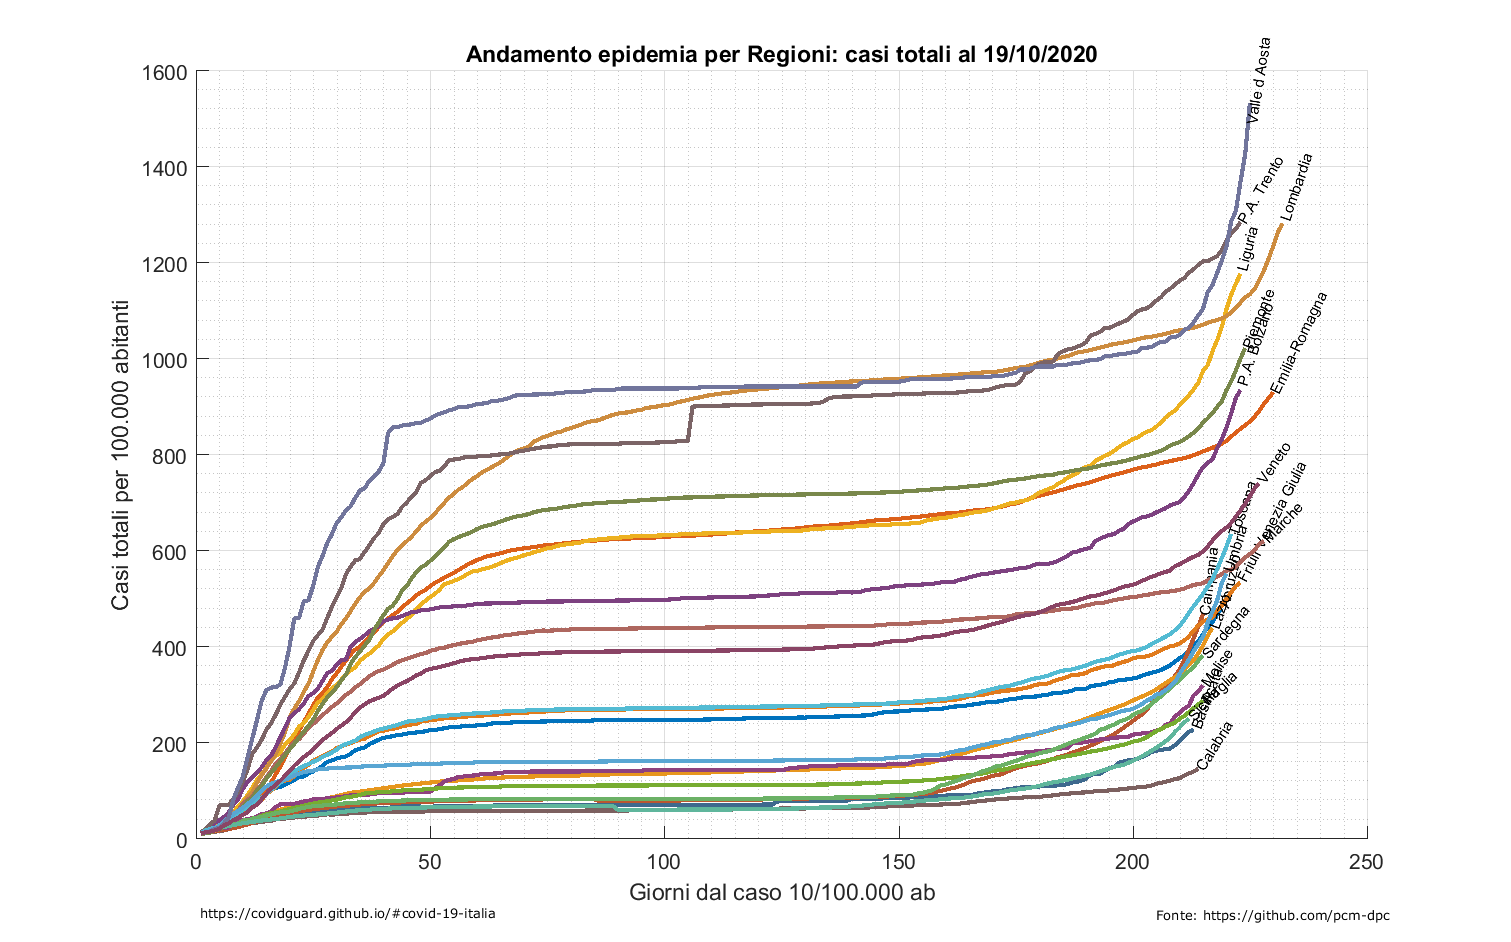 Andamento epidemia per Regioni: casi totali al 19/10/2020
Casi totali per 100.000 abitanti
1600
1400
1200
1000
800
600
400
200
0
0
50
100
150
200
250
Giorni dal caso 10/100.000 ab
Valle d Aosta
P.A. Trento
Lombardia
Liguria
Piemonte
P.A. Bolzano
Emilia-Romagna
Veneto
Toscana
Friuli Venezia Giulia
Marche
Umbria
Campania
Lazio
Sardegna
Molise
Calabria
https://covidguard.github.io/#covid-19-italia
Fonte: https://github.com/pcm-dpc